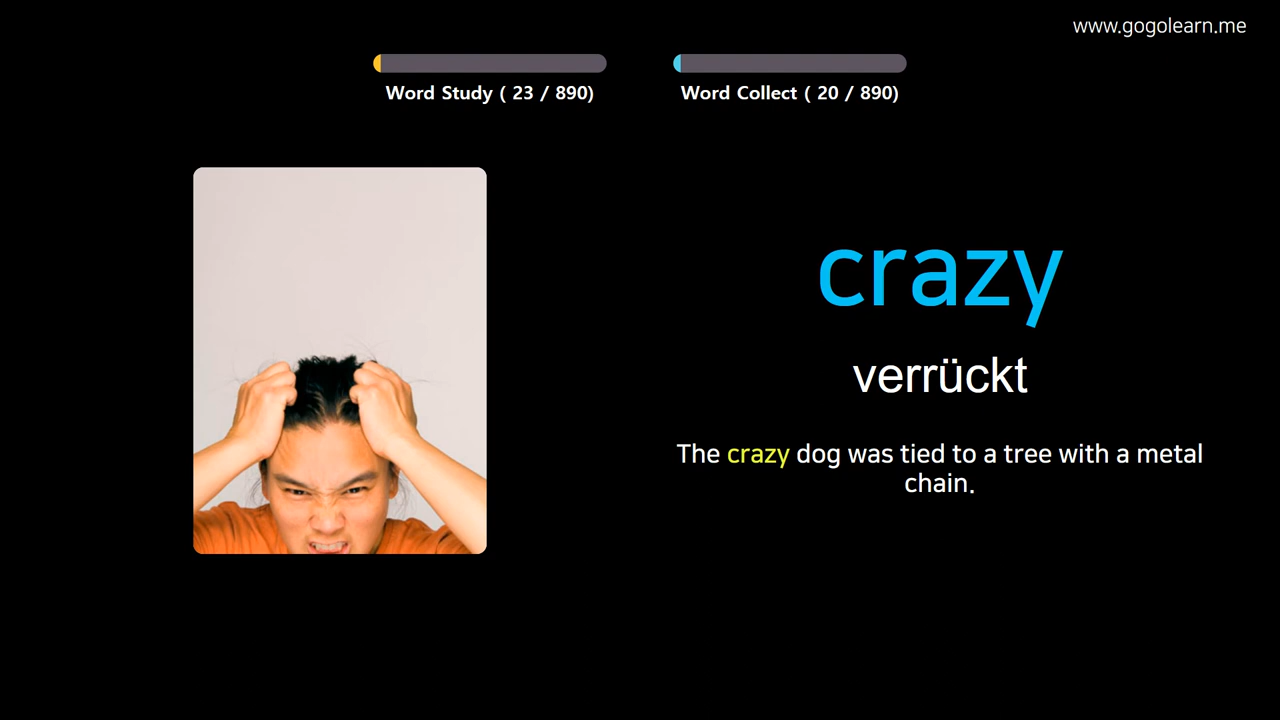 www.gogolearn.me
Word Study ( 23 / 890)
Word Collect ( 20 / 890)
crazy
verrückt
The crazy dog was tied to a tree with a metal
chain.